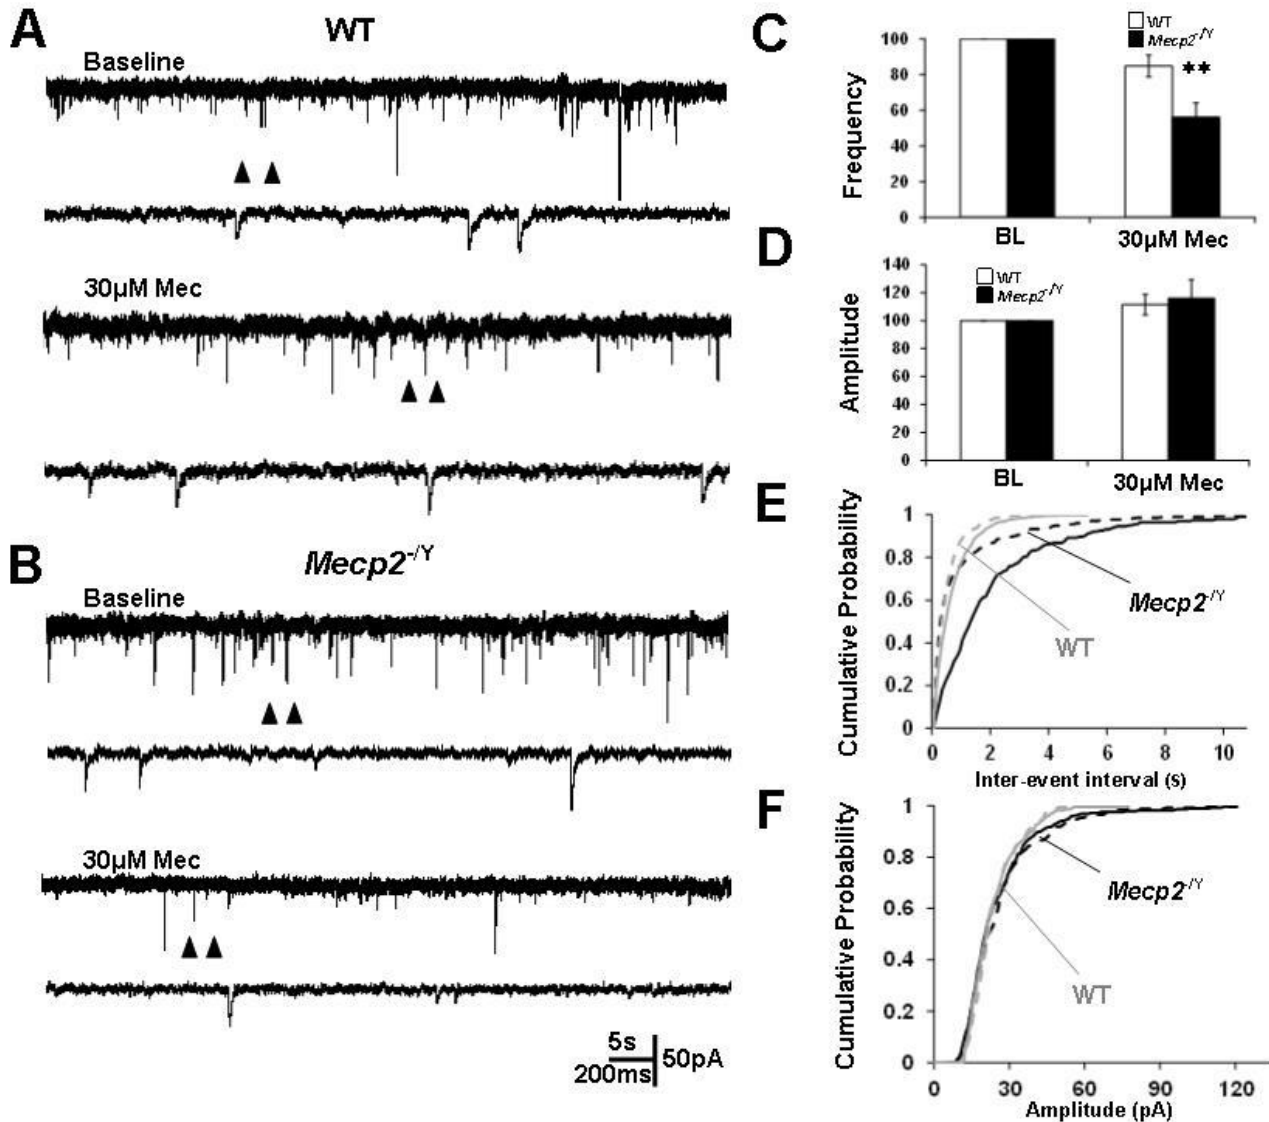 A
WT
Baseline
30µM Mec
B
Mecp2-/Y
Baseline
30µM Mec
5s
200ms
50pA
C
WT
Mecp2-/Y
Frequency
100
80
60
40
20
0
**
BL
30µM Mec
D
WT
Mecp2-/Y
Amplitude
140
120
100
80
60
40
20
0
BL
30µM Mec
E
Cumulative Probability
1
0.8
0.6
0.4
0.2
0
Mecp2-/Y
WT
0 2 4 6 8 10
Inter-event interval (s)
F
Cumulative Probability
1
0.8
0.6
0.4
0.2
0
Mecp2-/Y
WT
0 30 60 90 120
Amplitude (pA)